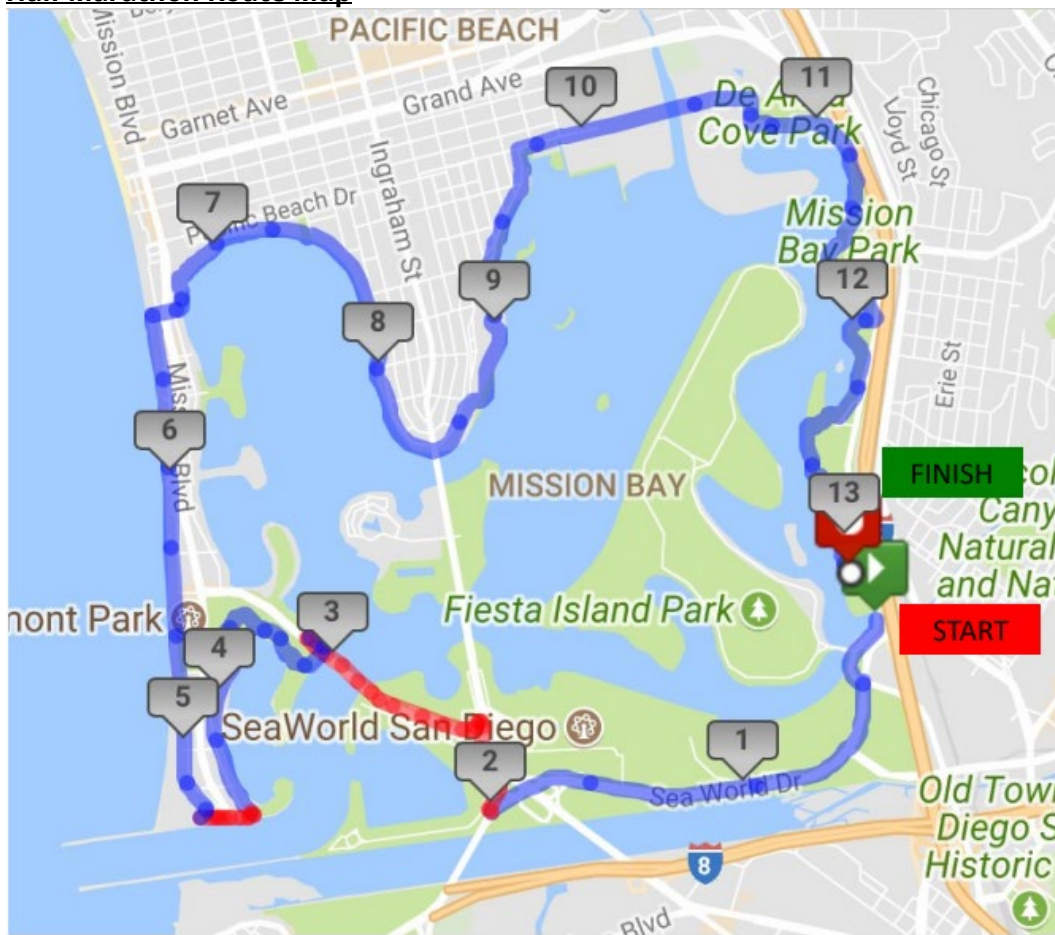 Half Marathon Route Map
PACIFIC BEACH
Mission Blvd
Garnet Ave
Grand Ave
10
11
De Anza
Cove Park
Chicago St
Voyd St
Ingraham St
7
Pacific Beach Dr
Mission
Bay Park
9
12
8
Erie St
6
Mission Blvd
MISSION BAY
FINISH
13
Cany
Natural
and Na
mont Park
3
Fiesta Island Park
START
4
5
SeaWorld San Diego
1
2
Sea World Dr
Old Town
Diego S
Historic
8
Blvd